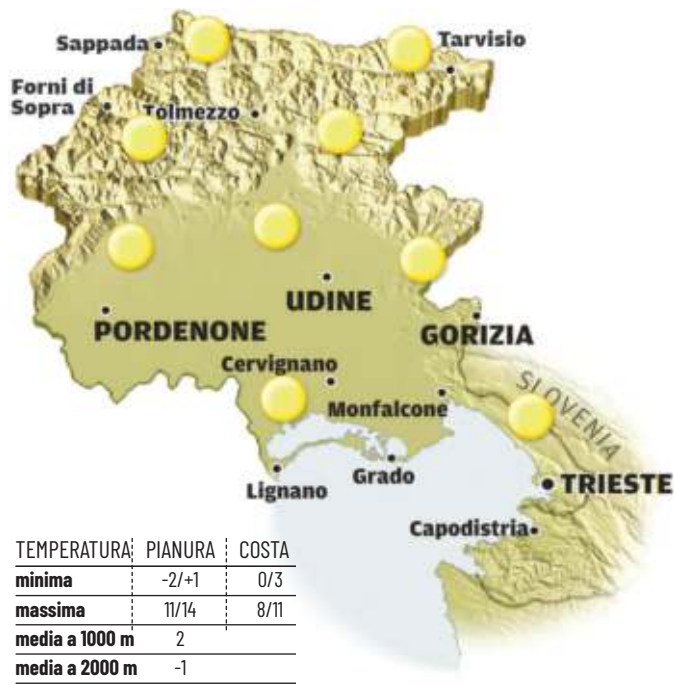 Sappada
Tarvisio
Forni di
Sopra
Tolmezzo
UDINE
PORDENONE
GORIZIA
Cervignano
Monfalcone
SLOVENIA
Grado
Lignano
TRIESTE
Capodistria
TEMPERATURA PIANURA COSTA
minima -2/+1 0/3
massima 11/14 8/11
media a 1000 m 2
media a 2000 m -1